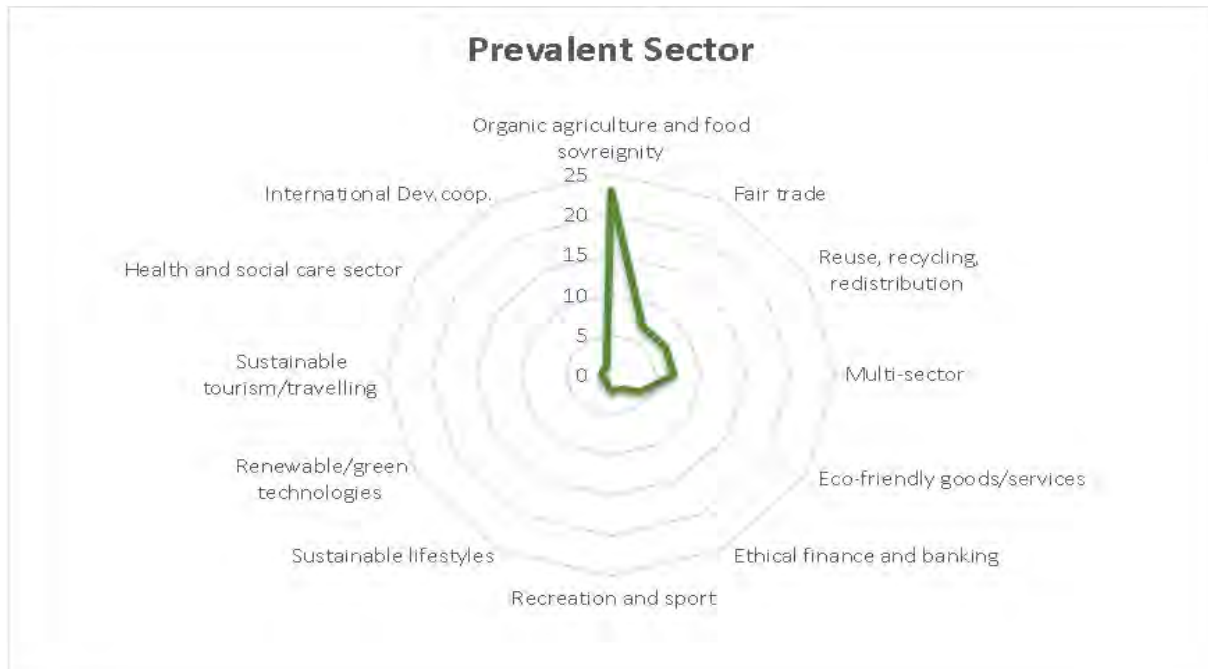 Prevalent Sector
Organic agriculture and food
sovreignity
Fair trade
Reuse, recycling,
redistribution
Multi-sector
Eco-friendly goods/services
Ethical finance and banking
Recreation and sport
Sustainable lifestyles
Renewable/green
technologies
Sustainable
tourism/travelling
Health and social care sector
International Dev. coop.
25
20
15
10
5
0